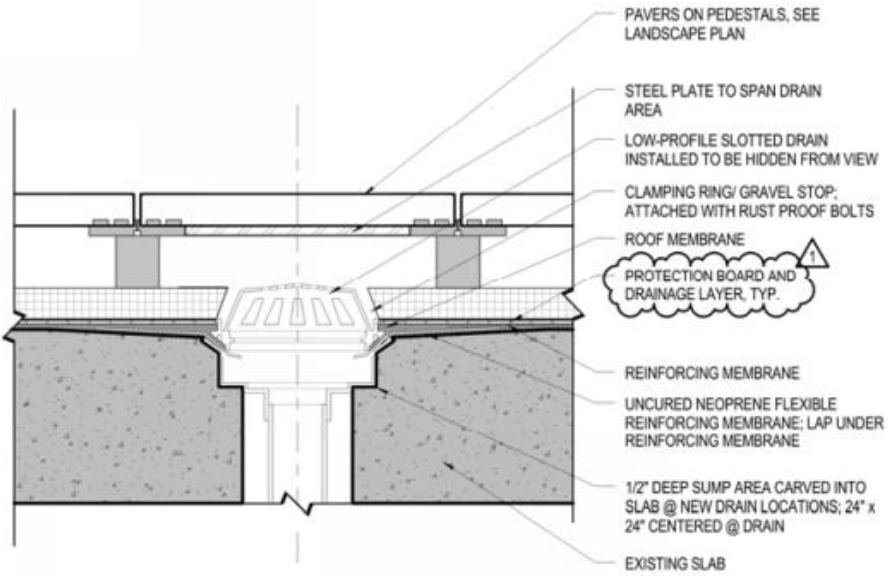 PAVERS ON PEDESTALS, SEE
LANDSCAPE PLAN
STEEL PLATE TO SPAN DRAIN
AREA
LOW-PROFILE SLOTTED DRAIN
INSTALLED TO BE HIDDEN FROM VIEW
CLAMPING RING/ GRAVEL STOP;
ATTACHED WITH RUST PROOF BOLTS
ROOF MEMBRANE
1
PROTECTION BOARD AND
DRAINAGE LAYER, TYP.
REINFORCING MEMBRANE
UNCURED NEOPRENE FLEXIBLE
REINFORCING MEMBRANE; LAP UNDER
REINFORCING MEMBRANE
1/2" DEEP SUMP AREA CARVED INTO
SLAB @ NEW DRAIN LOCATIONS; 24" x
24" CENTERED @ DRAIN
EXISTING SLAB